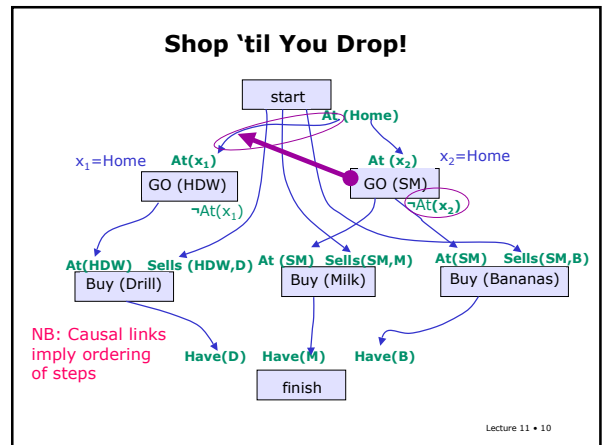 Shop ‘til You Drop!
start
At (Home)
x1=Home
At(x1)
At (x2)
x2=Home
GO (HDW)
GO (SM)
¬At(x1)
¬At(x2)
At(HDW) Sells (HDW,D) At (SM) Sells(SM,M) At(SM) Sells(SM,B)
Buy (Drill) Buy (Milk) Buy (Bananas)
NB: Causal links
imply ordering
of steps
Have(D) Have(M) Have(B)
finish
Lecture 11 • 10